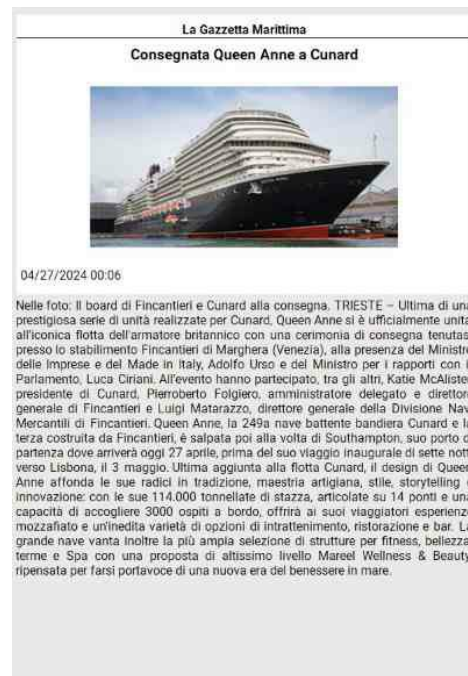 La Gazzetta Marittima
Consegnata Queen Anne a Cunard
04/27/2024 00:06
Nelle foto: Il board di Fincantieri e Cunard alla consegna. TRIESTE – Ultima di una
prestigiosa serie di unità realizzate per Cunard, Queen Anne si è ufficialmente unita
all'iconica flotta dell'armatore britannico con una cerimonia di consegna tenutasi
presso lo stabilimento Fincantieri di Marghera (Venezia), alla presenza del Ministro
delle Imprese e del Made in Italy, Adolfo Urso e del Ministro per i rapporti con i
Parlamento, Luca Ciriani. All'evento hanno partecipato, tra gli altri, Katie McAlister
presidente di Cunard, Pierroberto Folgiero, amministratore delegato e direttore
generale di Fincantieri e Luigi Matarazzo, direttore generale della Divisione Navi
Mercantili di Fincantieri. Queen Anne, la 249a nave battente bandiera Cunard e la
terza costruita da Fincantieri, è salpata poi alla volta di Southampton, suo porto d
partenza dove arriverà oggi 27 aprile, prima del suo viaggio inaugurale di sette notti
verso Lisbona, il 3 maggio. Ultima aggiunta alla flotta Cunard, il design di Queen
Anne affonda le sue radici in tradizione, maestria artigiana, stile, storytelling e
innovazione: con le sue 114.000 tonnellate di stazza, articolate su 14 ponti e una
capacità di accogliere 3000 ospiti a bordo, offrirà ai suoi viaggiatori esperienze
mozzafiato e un'inedita varietà di opzioni di intrattenimento, ristorazione e bar. La
grande nave vanta inoltre la più ampia selezione di strutture per fitness, bellezza,
terme e Spa con una proposta di altissimo livello Mareel Wellness & Beauty,
ripensata per farsi portavoce di una nuova era del benessere in mare.